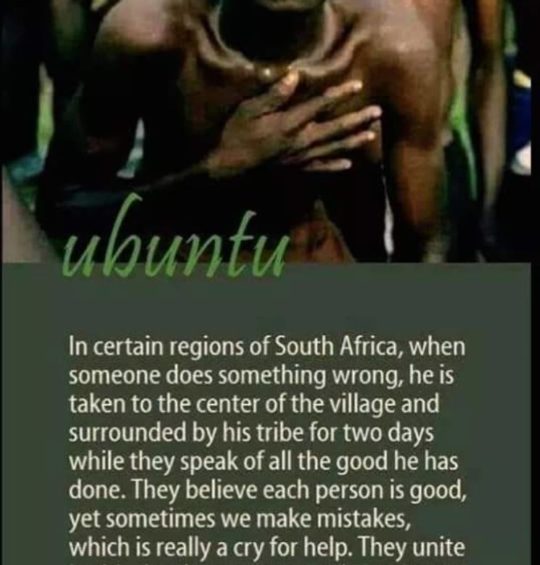 ubuntu
In certain regions of South Africa, when
someone does something wrong, he is
taken to the center of the village and
surrounded by his tribe for two days
while they speak of all the good he has
done. They believe each person is good,
yet sometimes we make mistakes,
which is really a cry for help. They unite